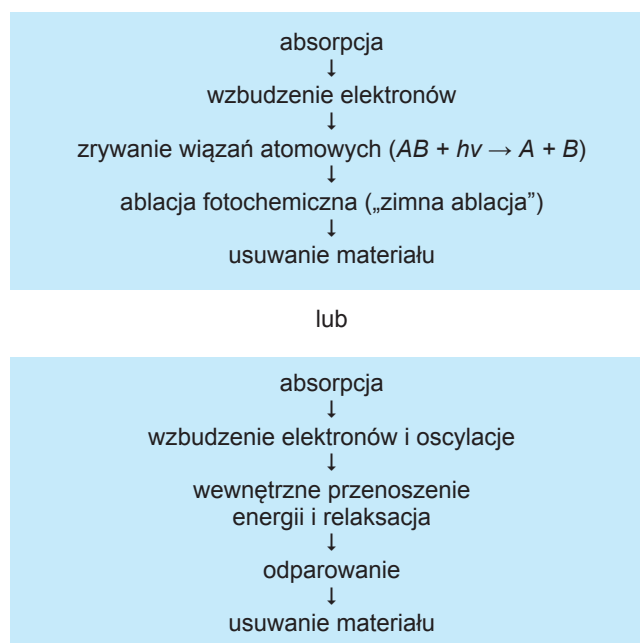 absorpcja
↓
wzbudzenie elektronów
↓
zrywanie wiązań atomowych (AB + hv → A + B)
↓
ablacja fotochemiczna („zimna ablacja”)
↓
usuwanie materiału
lub
absorpcja
↓
wzbudzenie elektronów i oscylacje
↓
wewnętrzne przenoszenie
energii i relaksacja
↓
odparowanie
↓
usuwanie materiału